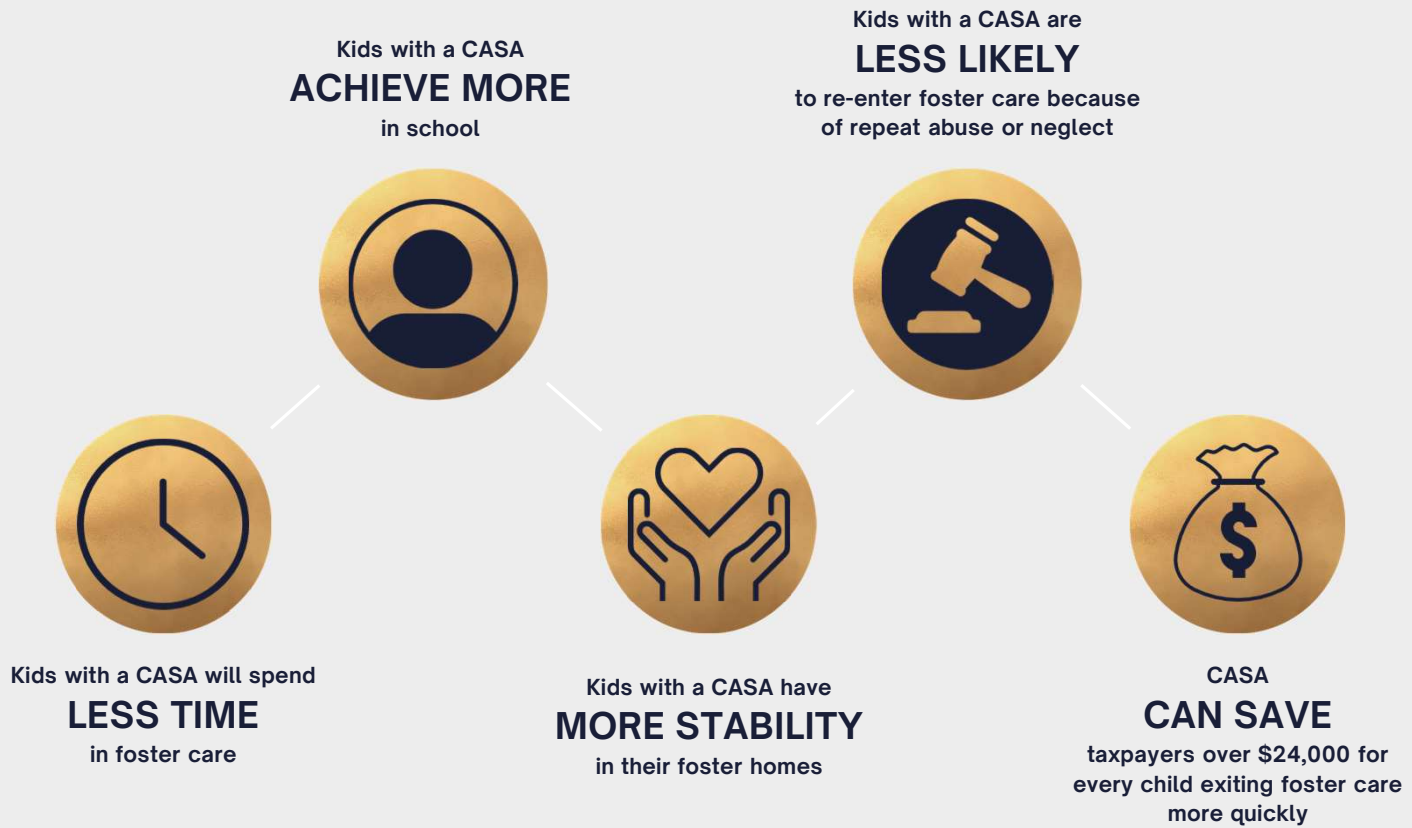 Kids with a CASA are
LESS LIKELY
to re-enter foster care because
of repeat abuse or neglect
Kids with a CASA
ACHIEVE MORE
in school
$
Kids with a CASA will spend
LESS TIME
in foster care
Kids with a CASA have
MORE STABILITY
in their foster homes
CASA
CAN SAVE
taxpayers over $24,000 for
every child exiting foster care
more quickly